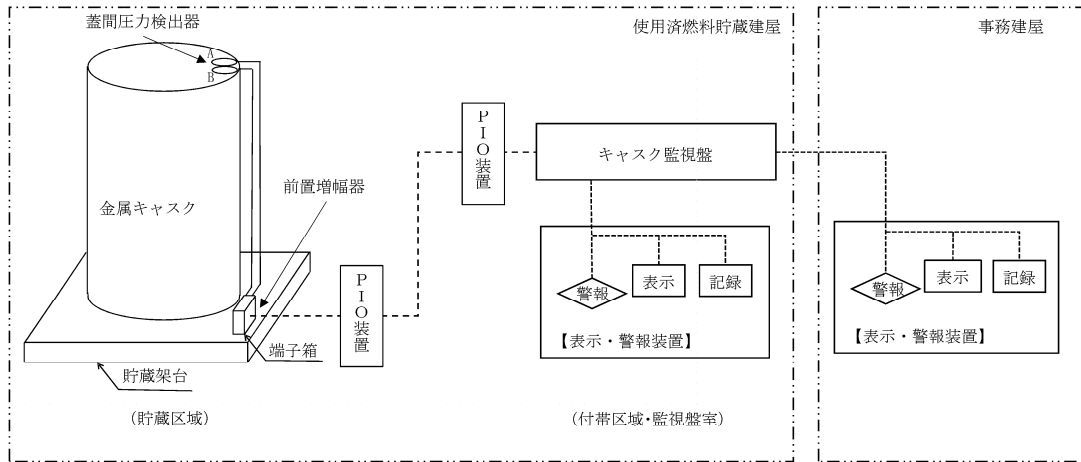 蓋間圧力検出器
使用済燃料貯蔵建屋
事務建屋
A
B
PIO装置
キャスク監視盤
前置増幅器
金属キャスク
PIO装置
警報
表示
記録
警報
表示
記録
【表示・警報装置】
【表示・警報装置】
端子箱
貯蔵架台
（貯蔵区域）
（付帯区域・監視盤室）